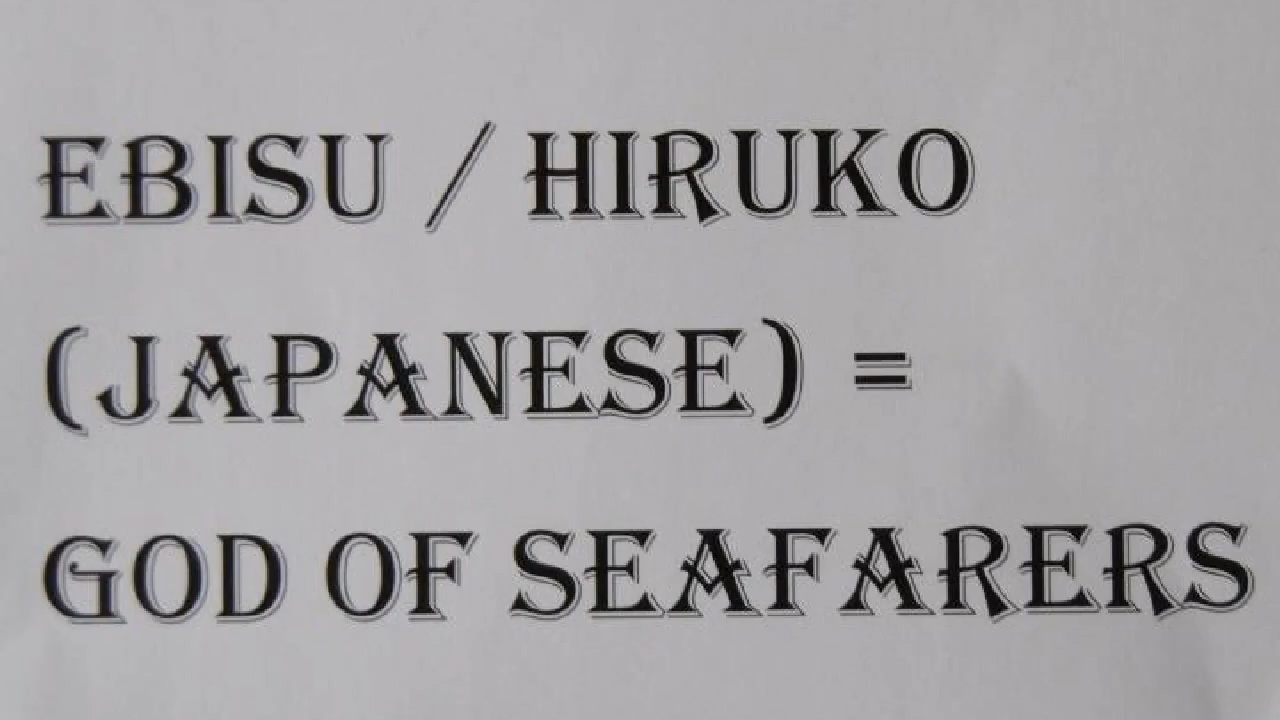 EBISU / HIRUKO
(JAPANESE) =
GOD OF SEAFARERS